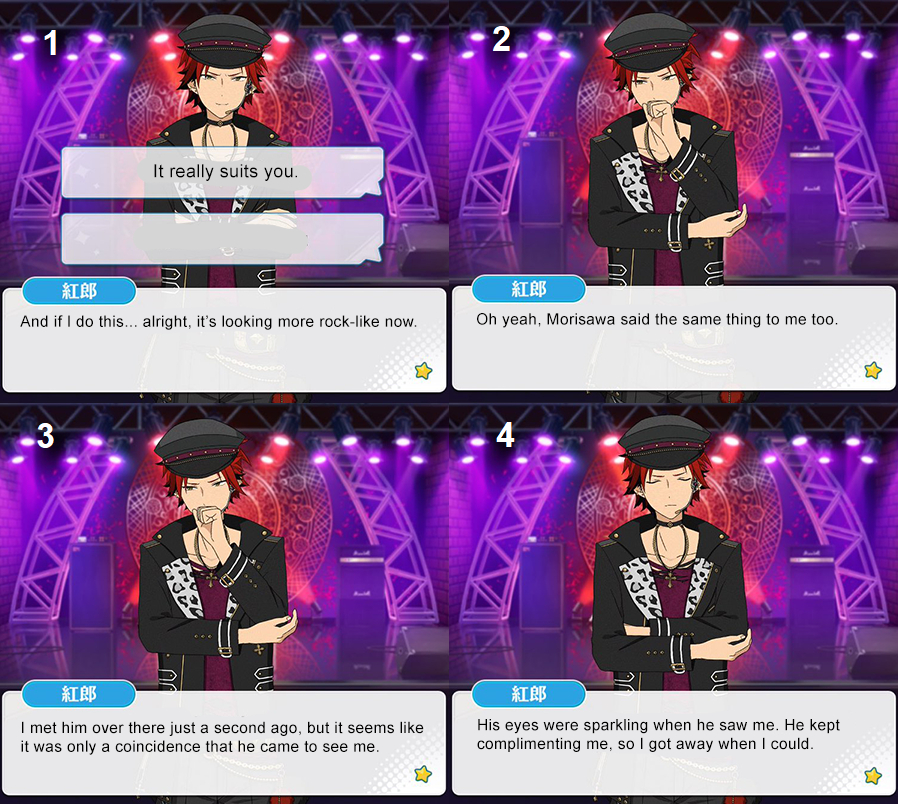 1
It really suits you.
紅郎
And if I do this... alright, it's looking more rock-like now.
2
紅郎
Oh yeah, Morisawa said the same thing to me too.
3
紅郎
I met him over there just a second ago, but it seems like
it was only a coincidence that he came to see me.
4
紅郎
His eyes were sparkling when he saw me. He kept
complimenting me, so I got away when I could.